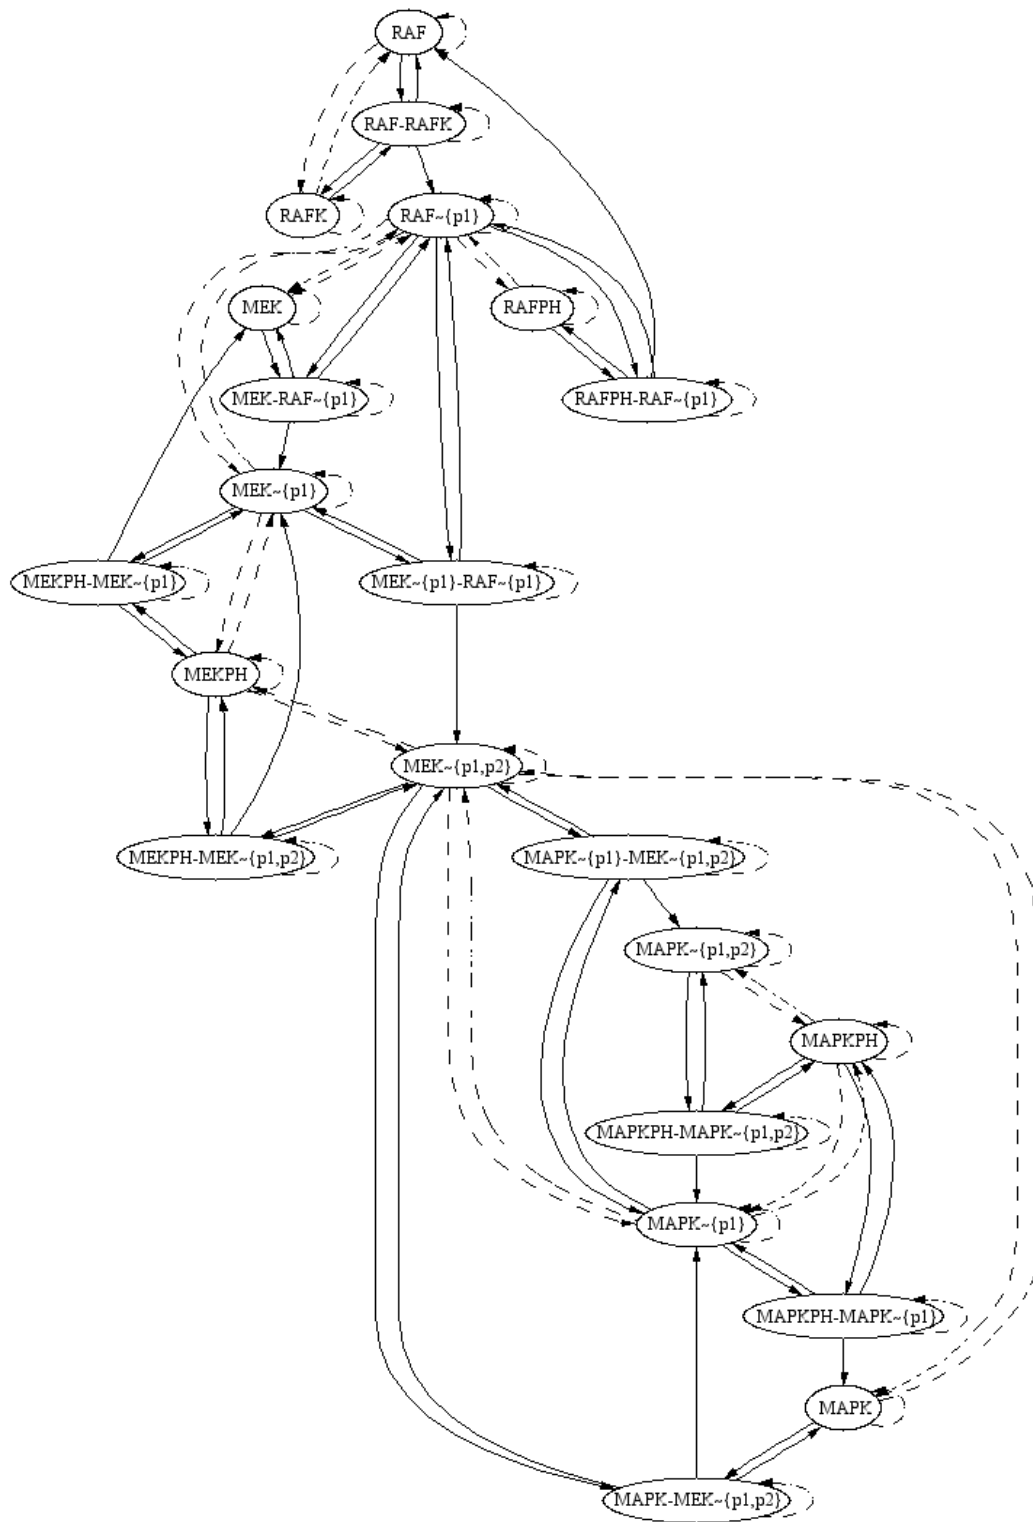 RAF
RAF-RAFK
RAFK
RAF~{p1}
MEK
RAFPH
MEK-RAF~{p1}
RAFPH-RAF~{p1}
MEK~{p1}
MEKPH-MEK~{p1}
MEK~{p1}-RAF~{p1}
MEKPH
MEK~{p1,p2}
MEKPH-MEK~{p1,p2}
MAPK~{p1}-MEK~{p1,p2}
MAPK~{p1,p2}
MAPKPH
MAPKPH-MAPK~{p1,p2}
MAPK~{p1}
MAPKPH-MAPK~{p1}
MAPK
MAPK-MEK~{p1,p2}